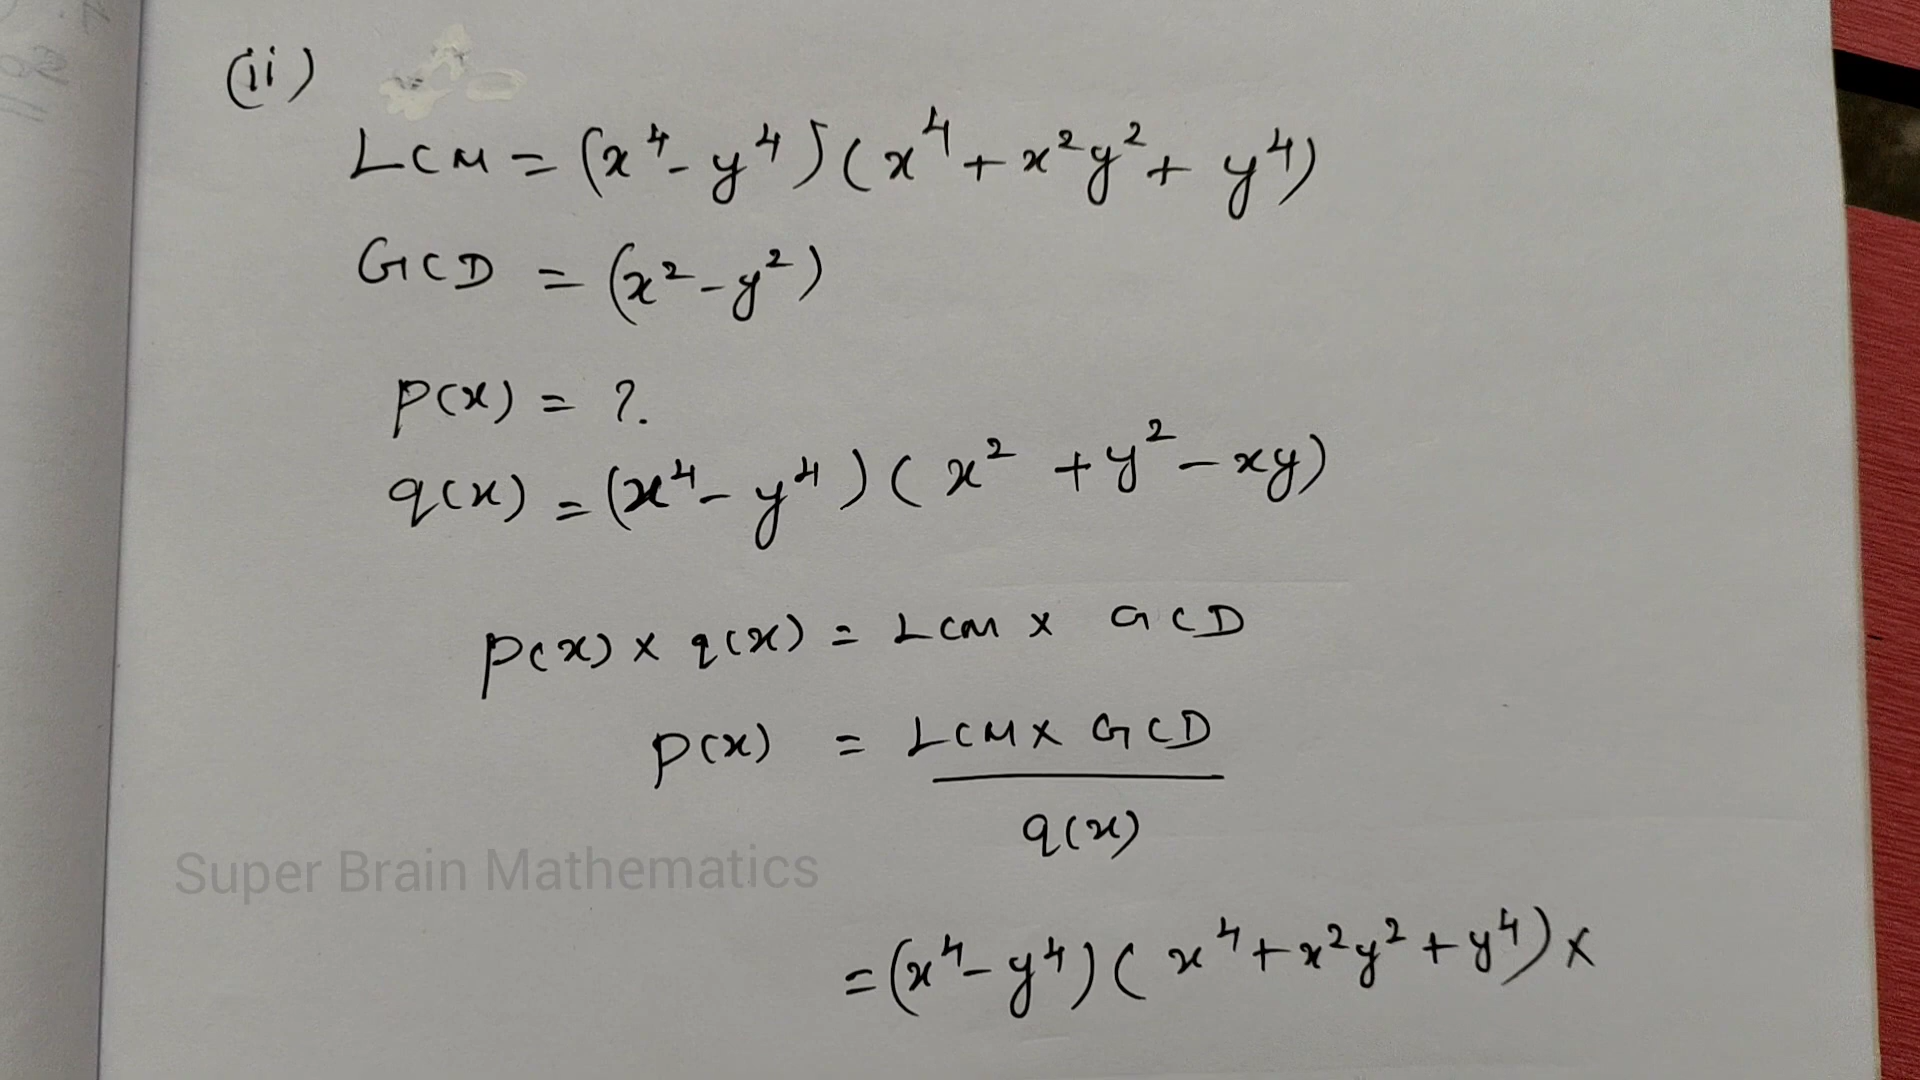 (ii)
LCM = (x⁴ - y⁴)(x⁴ + x²y² + y⁴)
GCD = (x² - y²)
P(x) = ?.
q(x) = (x⁴ - y⁴)(x² + y² - xy)
P(x) × q(x) = LCM × GCD
P(x) = LCM × GCD
q(x)
Super Brain Mathematics
= (x⁴ - y⁴)(x⁴ + x²y² + y⁴) ×